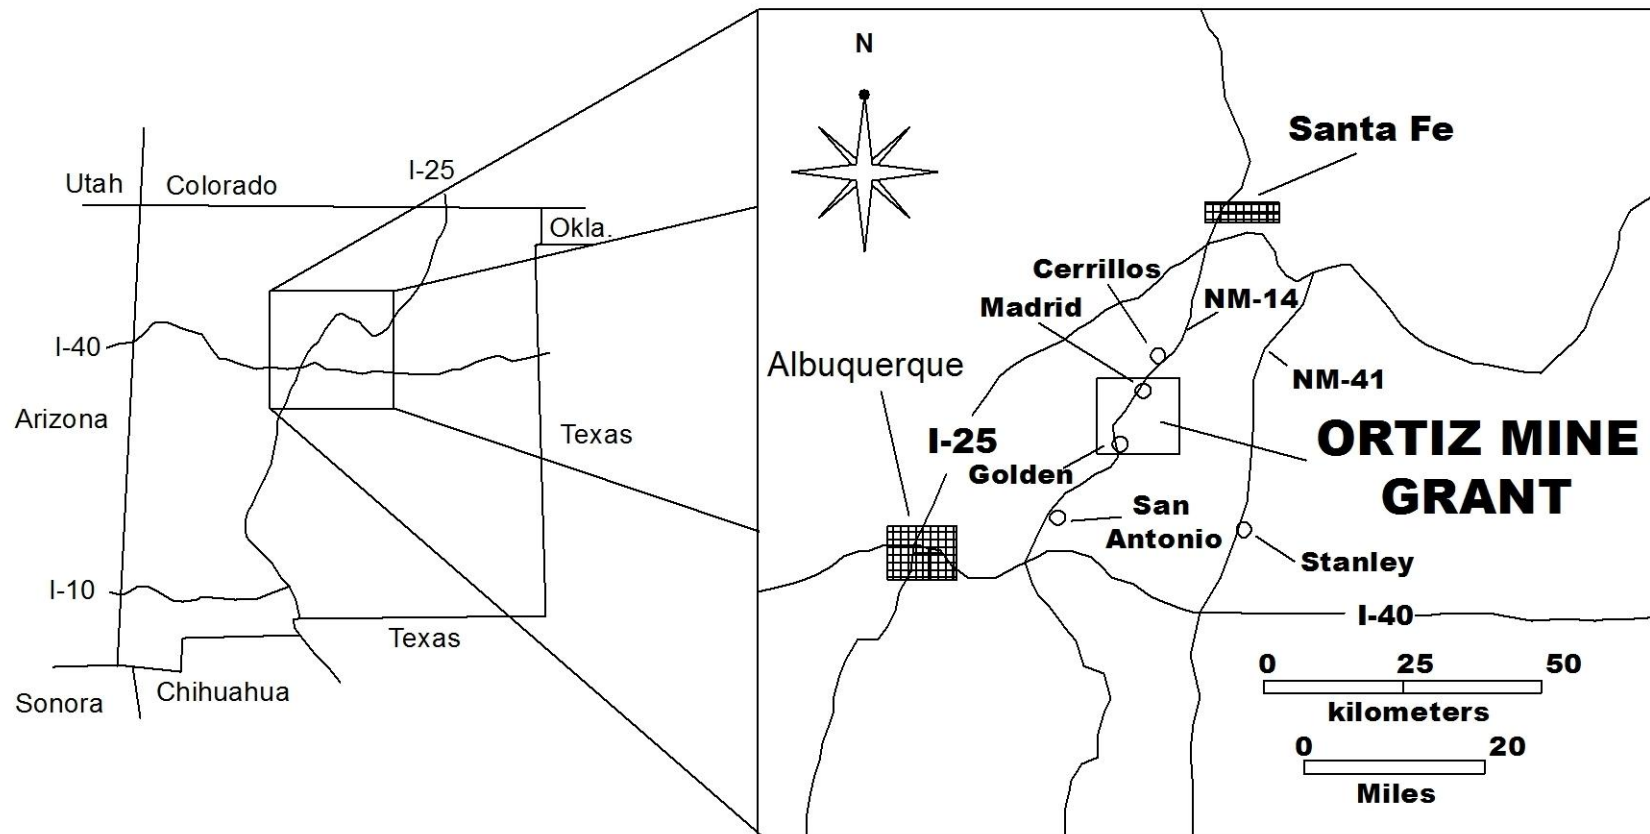 Utah
Colorado
I-25
Okla.
I-40
Arizona
Texas
I-10
Texas
Sonora
Chihuahua
N
Santa Fe
Cerrillos
Madrid
NM-14
Albuquerque
NM-41
I-25
Golden
ORTIZ MINE
GRANT
San
Antonio
Stanley
I-40
0 25 50
kilometers
0 20
Miles